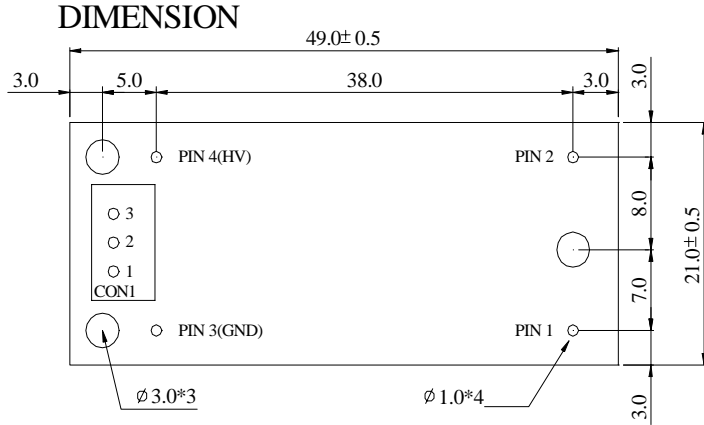 DIMENSION
49.0± 0.5
3.0 5.0 38.0 3.0
3.0
PIN 4(HV) PIN 2
3
8.0
2
21.0± 0.5
1
7.0
CON1
PIN 3(GND) PIN 1
Ø 3.0*3 Ø 1.0*4
3.0